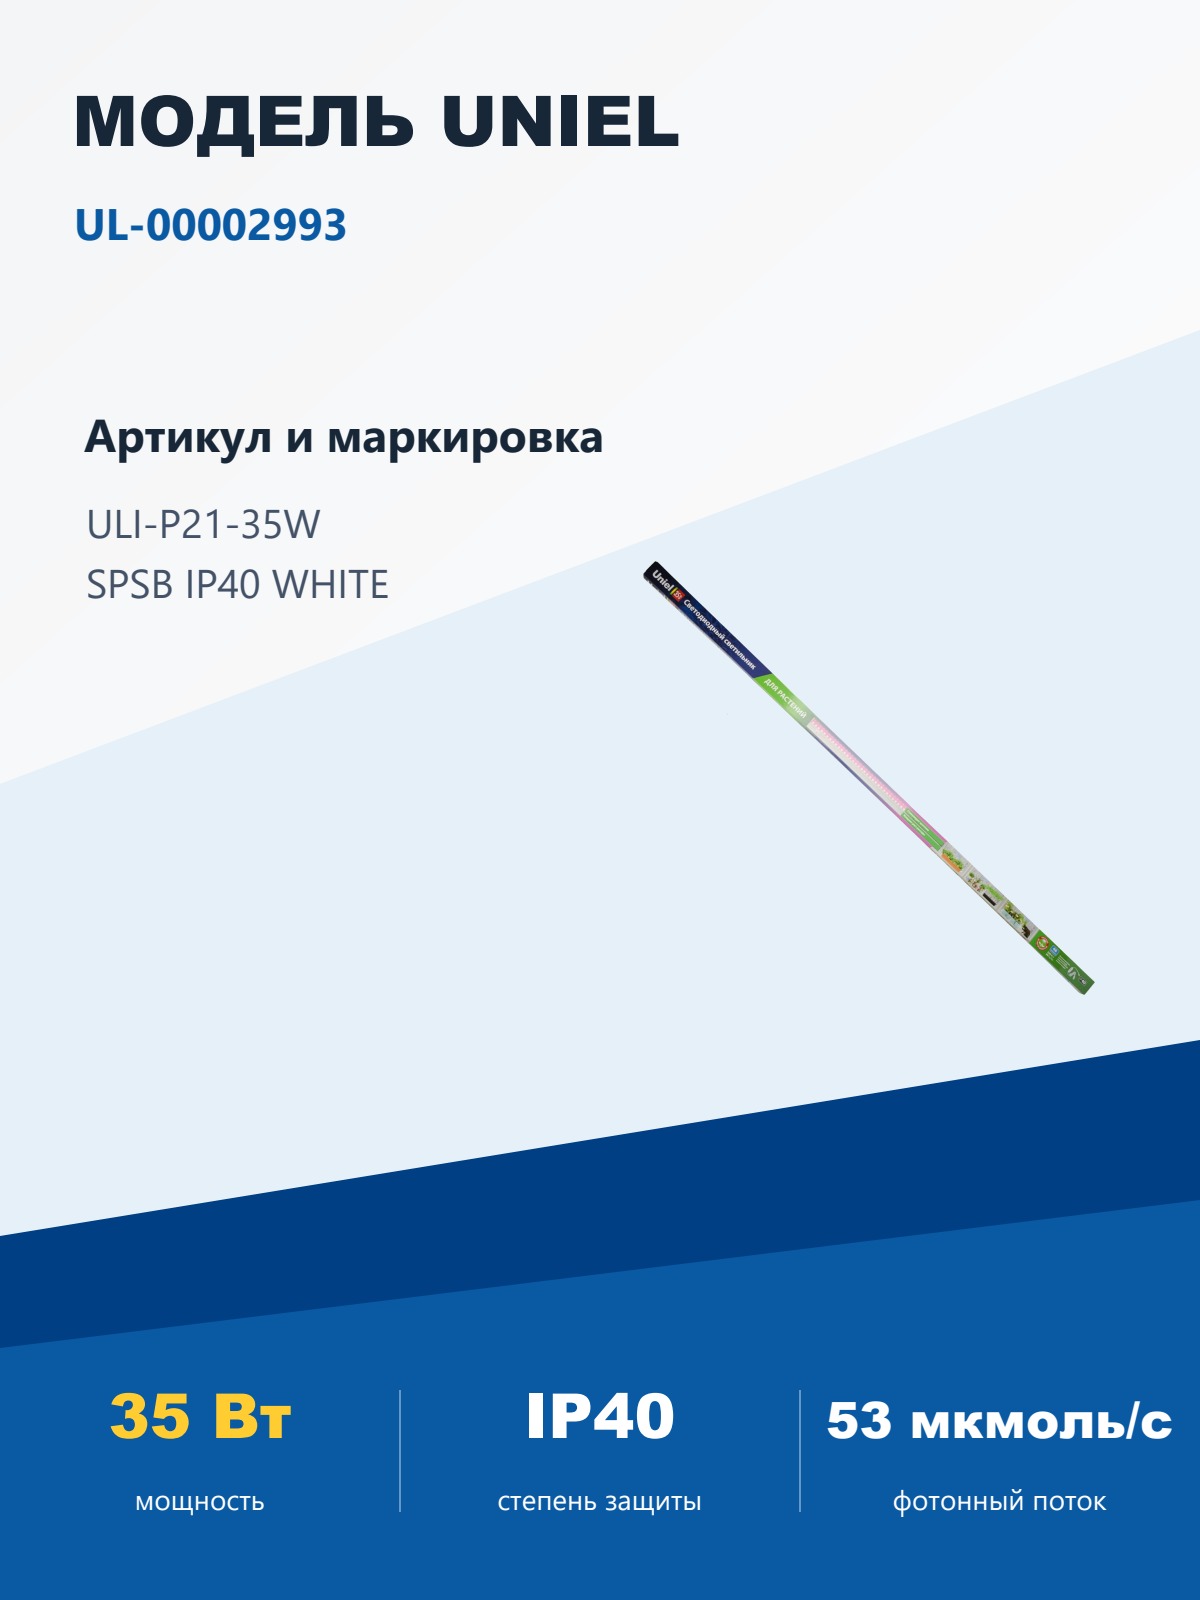 МОДЕЛЬ UNIEL
UL-00002993
Артикул и маркировка
ULI-P21-35W
SPSB IP40 WHITE
Uniel
Светодиодный светильник
ДЛЯ РАСТЕНИЙ
35 Вт
IP40
53 мкмоль/с
мощность
степень защиты
фотонный поток